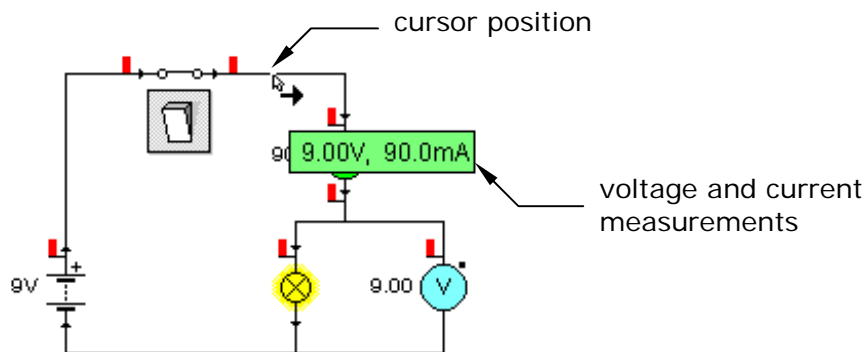 cursor position
9.00V, 90.0mA
voltage and current
measurements
9V
9.00
V